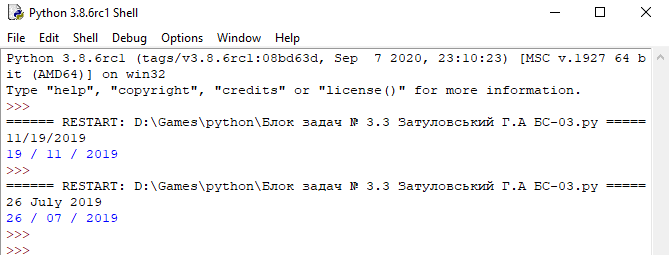 Python 3.8.6rc1 Shell
File Edit Shell Debug Options Window Help
Python 3.8.6rc1 (tags/v3.8.6rc1:08bd63d, Sep  7 2020, 23:10:23) [MSC v.1927 64 b
it (AMD64)] on win32
Type "help", "copyright", "credits" or "license()" for more information.
>>>
====== RESTART: D:\Games\python\Блок задач № 3.3 Затуловський Г.А БС-03.py =====
11/19/2019
19 / 11 / 2019
>>>
====== RESTART: D:\Games\python\Блок задач № 3.3 Затуловський Г.А БС-03.py =====
26 July 2019
26 / 07 / 2019
>>>
>>>